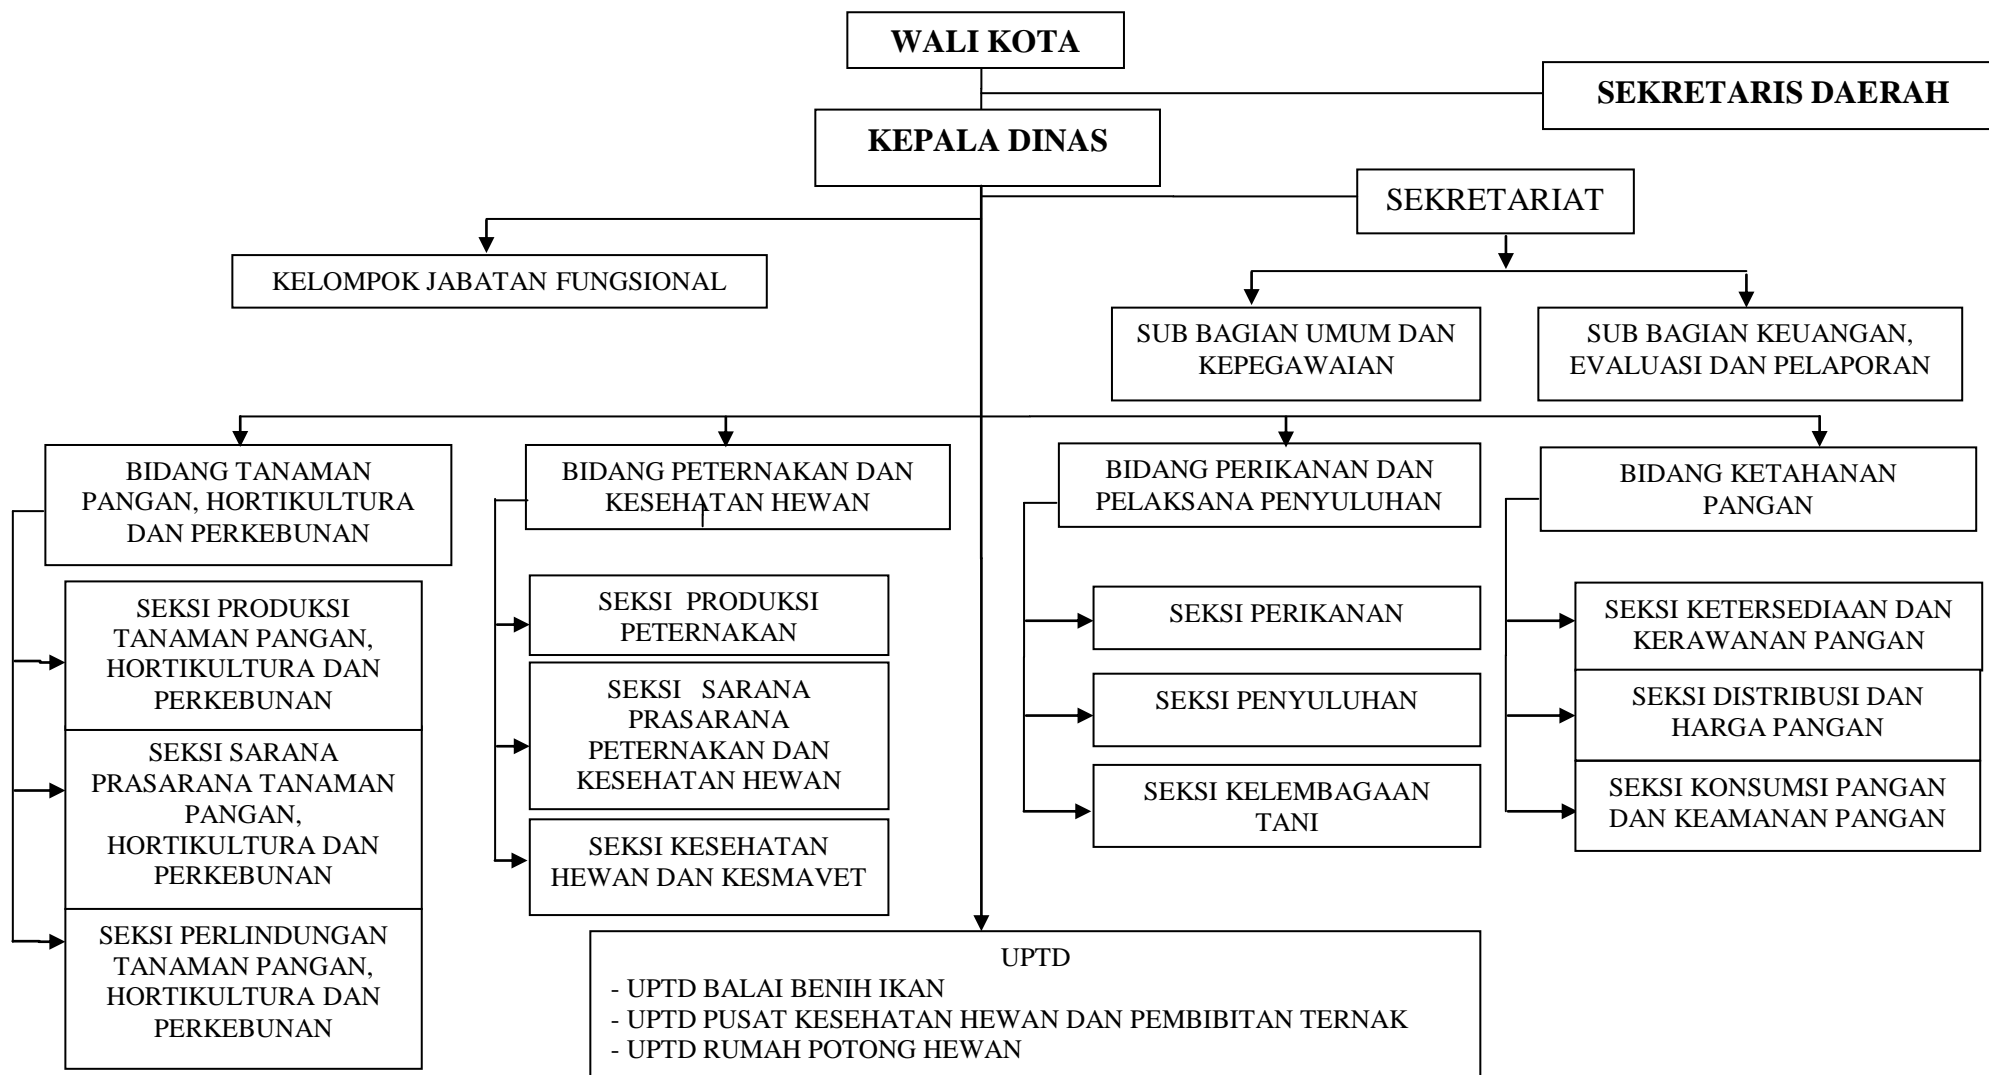 WALI KOTA
SEKRETARIS DAERAH
KEPALA DINAS
SEKRETARIAT
KELOMPOK JABATAN FUNGSIONAL
SUB BAGIAN UMUM DAN
KEPEGAWAIAN
SUB BAGIAN KEUANGAN,
EVALUASI DAN PELAPORAN
BIDANG TANAMAN
PANGAN, HORTIKULTURA
DAN PERKEBUNAN
BIDANG PETERNAKAN DAN
KESEHATAN HEWAN
BIDANG PERIKANAN DAN
PELAKSANA PENYULUHAN
BIDANG KETAHANAN
PANGAN
SEKSI PRODUKSI
TANAMAN PANGAN,
HORTIKULTURA DAN
PERKEBUNAN
SEKSI SARANA
PRASARANA TANAMAN
PANGAN,
HORTIKULTURA DAN
PERKEBUNAN
SEKSI PERLINDUNGAN
TANAMAN PANGAN,
HORTIKULTURA DAN
PERKEBUNAN
SEKSI PRODUKSI
PETERNAKAN
SEKSI SARANA
PRASARANA
PETERNAKAN DAN
KESEHATAN HEWAN
SEKSI KESEHATAN
HEWAN DAN KESMAVET
SEKSI PERIKANAN
SEKSI PENYULUHAN
SEKSI KELEMBAGAAN
TANI
SEKSI KETERSEDIAAN DAN
KERAWANAN PANGAN
SEKSI DISTRIBUSI DAN
HARGA PANGAN
SEKSI KONSUMSI PANGAN
DAN KEAMANAN PANGAN
UPTD
- UPTD BALAI BENIH IKAN
- UPTD PUSAT KESEHATAN HEWAN DAN PEMBIBITAN TERNAK
- UPTD RUMAH POTONG HEWAN